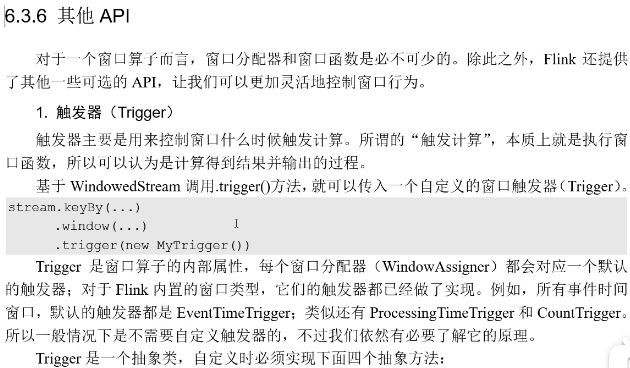 6.3.6 其他 API
对于一个窗口算子而言，窗口分配器和窗口函数是必不可少的。除此之外，Flink 还提供
了其他一些可选的 API，让我们可以更加灵活地控制窗口行为。
1. 触发器（Trigger）
触发器主要是用来控制窗口什么时候触发计算。所谓的“触发计算”，本质上就是执行窗
口函数，所以可以认为是计算得到结果并输出的过程。
基于 WindowedStream 调用.trigger()方法，就可以传入一个自定义的窗口触发器（Trigger）。
stream.keyBy(...)
.window(...)
.trigger(new MyTrigger())
Trigger 是窗口算子的内部属性，每个窗口分配器（WindowAssigner）都会对应一个默认
的触发器；对于 Flink 内置的窗口类型，它们的触发器都已经做了实现。例如，所有事件时间
窗口，默认的触发器都是 EventTimeTrigger；类似还有 ProcessingTimeTrigger 和 CountTrigger。
所以一般情况下是不需要自定义触发器的，不过我们依然有必要了解它的原理。
Trigger 是一个抽象类，自定义时必须实现下面四个抽象方法：